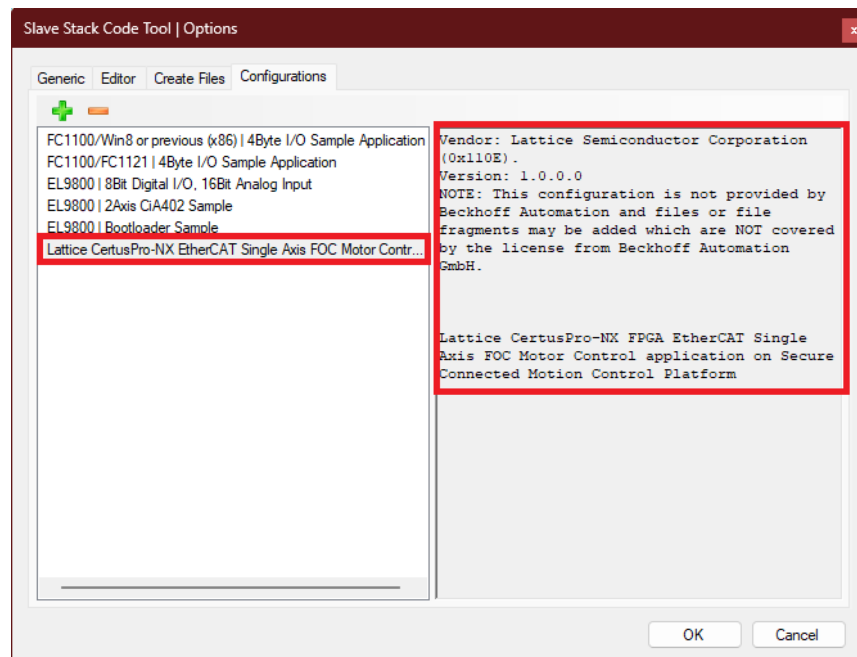 Slave Stack Code Tool | Options
x
Generic Editor Create Files Configurations
FC1100/Win8 or previous (x86) | 4Byte I/O Sample Application
FC1100/FC1121 | 4Byte I/O Sample Application
EL9800 | 8Bit Digital I/O, 16Bit Analog Input
EL9800 | 2Axis CiA402 Sample
EL9800 | Bootloader Sample
Lattice CertusPro-NX EtherCAT Single Axis FOC Motor Contr...
Vendor: Lattice Semiconductor Corporation
(0x110E).
Version: 1.0.0.0
NOTE: This configuration is not provided by
Beckhoff Automation and files or file
fragments may be added which are NOT covered
by the license from Beckhoff Automation
GmbH.
Lattice CertusPro-NX FPGA EtherCAT Single
Axis FOC Motor Control application on Secure
Connected Motion Control Platform
OK Cancel